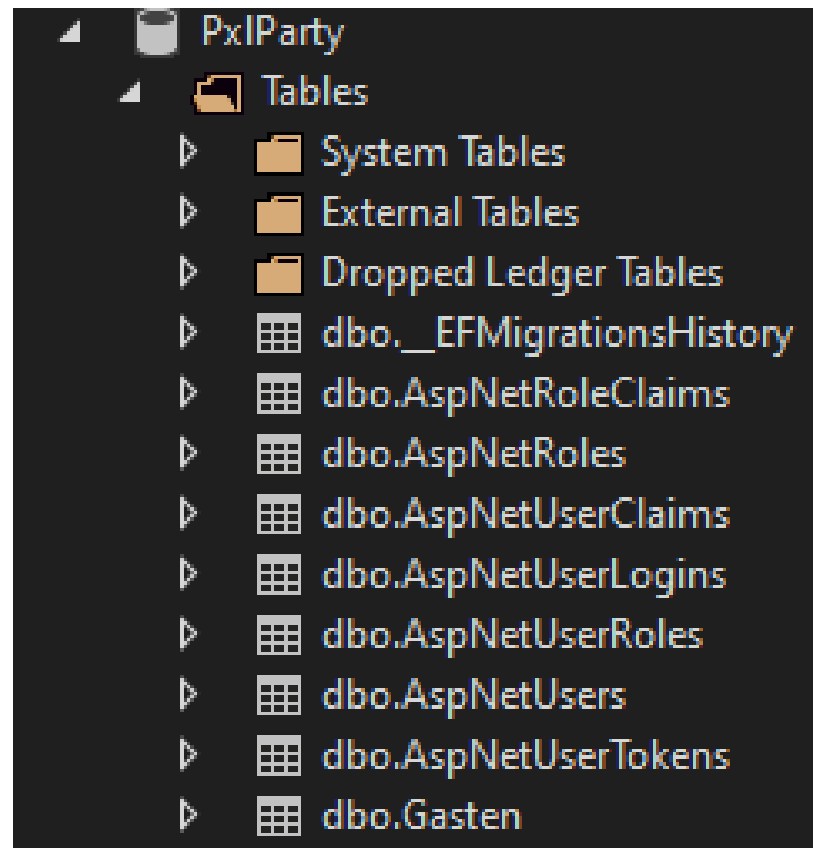 PxlParty
Tables
System Tables
External Tables
Dropped Ledger Tables
dbo.__EFMigrationsHistory
dbo.AspNetRoleClaims
dbo.AspNetRoles
dbo.AspNetUserClaims
dbo.AspNetUserLogins
dbo.AspNetUserRoles
dbo.AspNetUsers
dbo.AspNetUserTokens
dbo.Gasten